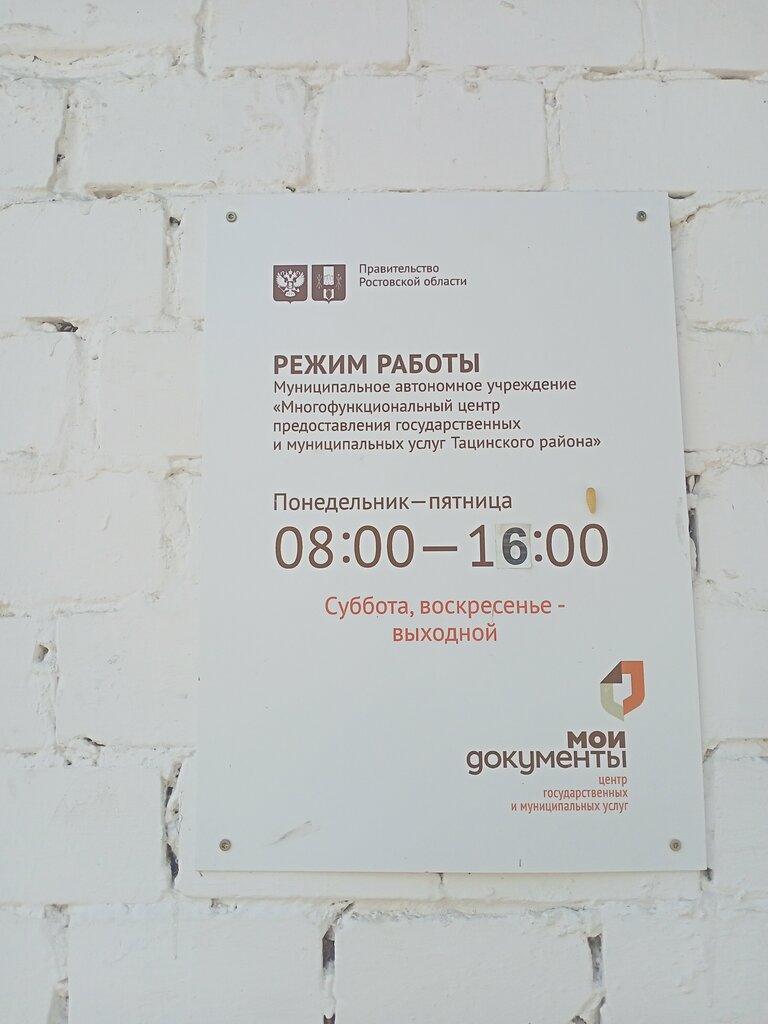 Правительство
Ростовской области
РЕЖИМ РАБОТЫ
Муниципальное автономное учреждение
«Многофункциональный центр
предоставления государственных
и муниципальных услуг Тацинского района»
Понедельник—пятница
08:00—16:00
Суббота, воскресенье -
выходной
мои
документы
центр
государственных
и муниципальных услуг